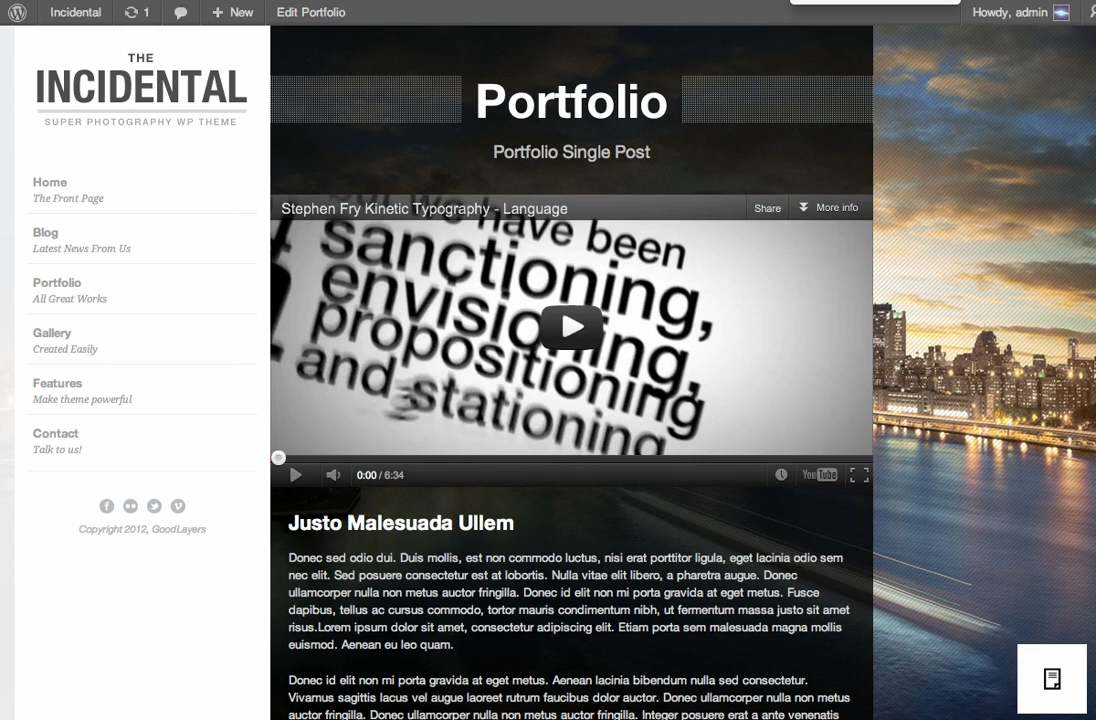 Incidental 1 New Edit Portfolio Howdy, admin
THE
INCIDENTAL
SUPER PHOTOGRAPHY WP THEME
Home
The Front Page
Blog
Latest News From Us
Portfolio
All Great Works
Gallery
Created Easily
Features
Make theme powerful
Contact
Talk to us!
Copyright 2012, GoodLayers
Portfolio
Portfolio Single Post
Stephen Fry Kinetic Typography - Language Share More info
have been
sanctioning,
envisioning,
propositioning
and stationing
0:00 / 6:34 YouTube
Justo Malesuada Ullem
Donec sed odio dui. Duis mollis, est non commodo luctus, nisi erat porttitor ligula, eget lacinia odio sem
nec elit. Sed posuere consectetur est at lobortis. Nulla vitae elit libero, a pharetra augue. Donec
ullamcorper nulla non metus auctor fringilla. Donec id elit non mi porta gravida at eget metus. Fusce
dapibus, tellus ac cursus commodo, tortor mauris condimentum nibh, ut fermentum massa justo sit amet
risus.Lorem ipsum dolor sit amet, consectetur adipiscing elit. Etiam porta sem malesuada magna mollis
euismod. Aenean eu leo quam.
Donec id elit non mi porta gravida at eget metus. Aenean lacinia bibendum nulla sed consectetur.
Vivamus sagittis lacus vel augue laoreet rutrum faucibus dolor auctor. Donec ullamcorper nulla non metus
auctor fringilla. Donec ullamcorper nulla non metus auctor fringilla. Integer posuere erat a ante venenatis